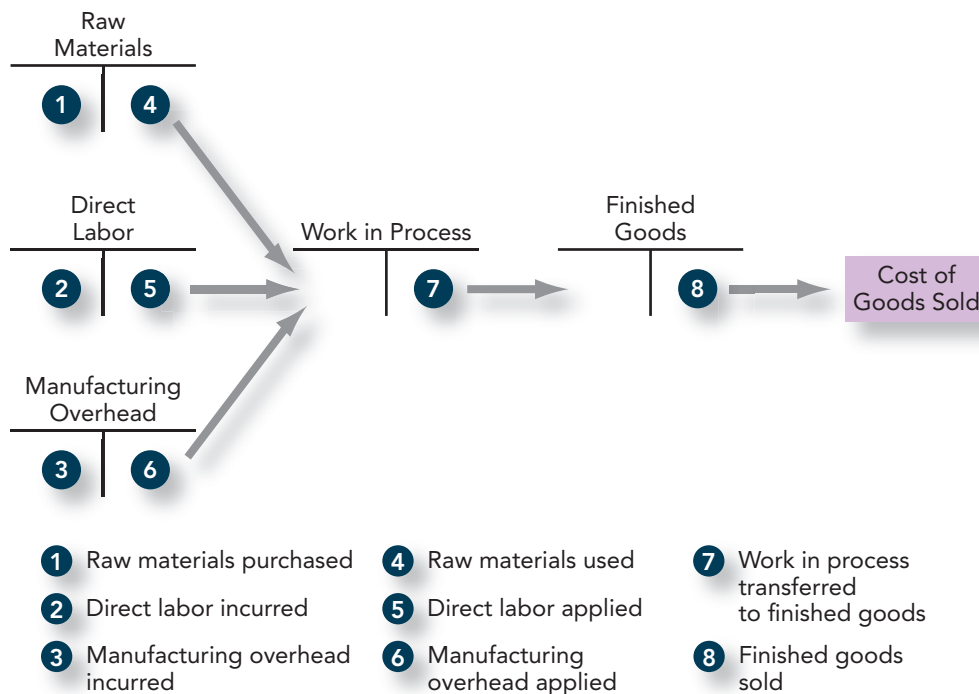 Raw
Materials
1 4
Direct
Labor
Work in Process
Finished
Goods
2 5
7
8
Cost of
Goods Sold
Manufacturing
Overhead
3 6
1 Raw materials purchased
2 Direct labor incurred
3 Manufacturing overhead
incurred
4 Raw materials used
5 Direct labor applied
6 Manufacturing
overhead applied
7 Work in process
transferred
to finished goods
8 Finished goods
sold